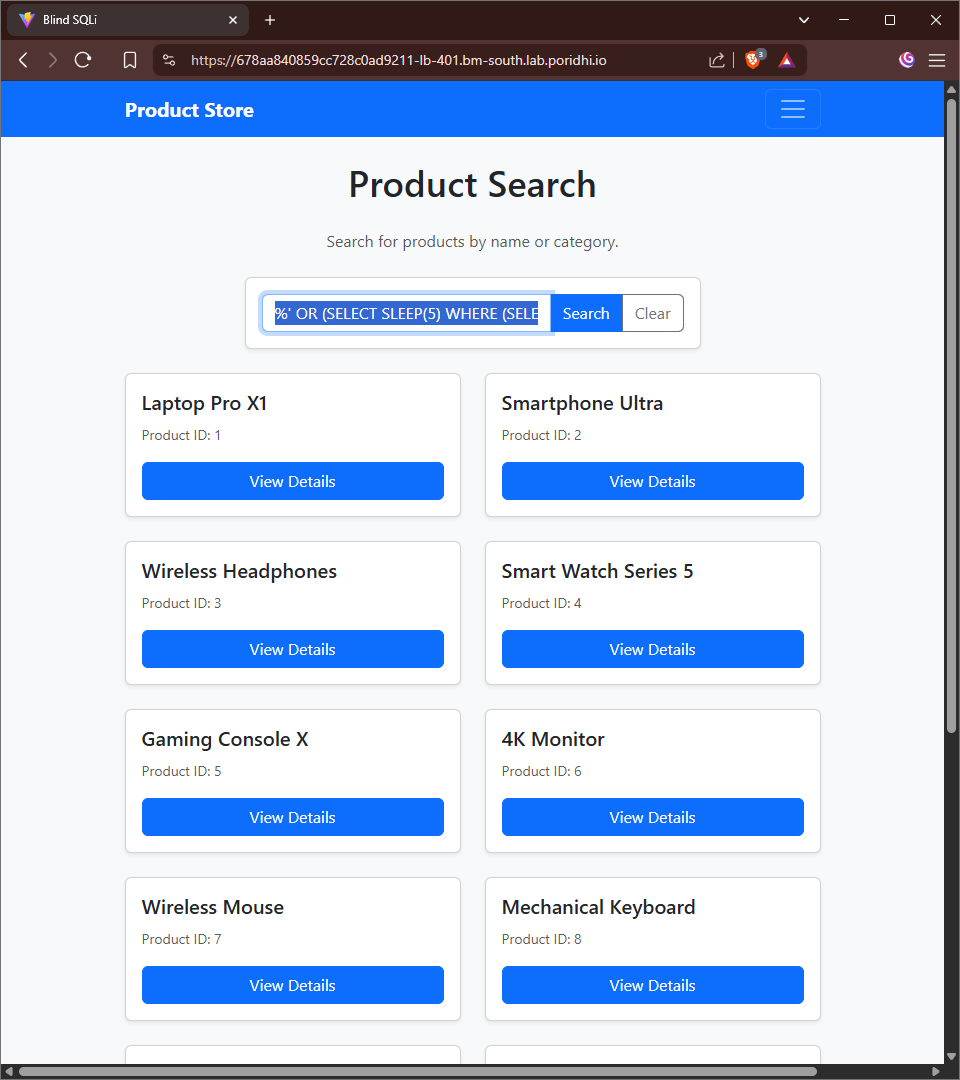 Blind SQLi
https://678aa840859cc728c0ad9211-lb-401.bm-south.lab.poridhi.io
3
Product Store
Product Search
Search for products by name or category.
%' OR (SELECT SLEEP(5) WHERE (SELE
Search
Clear
Laptop Pro X1
Product ID: 1
View Details
Smartphone Ultra
Product ID: 2
View Details
Wireless Headphones
Product ID: 3
View Details
Smart Watch Series 5
Product ID: 4
View Details
Gaming Console X
Product ID: 5
View Details
4K Monitor
Product ID: 6
View Details
Wireless Mouse
Product ID: 7
View Details
Mechanical Keyboard
Product ID: 8
View Details